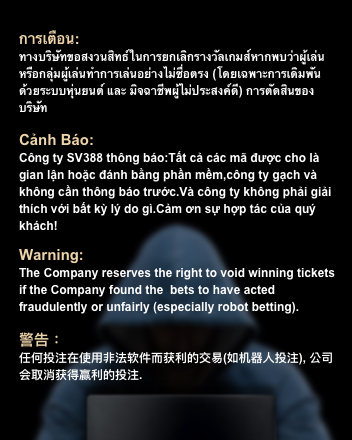 การเตือน:
ทางบริษัทขอสงวนสิทธ์ในการยกเลิกรางวัลเกมส์หากพบว่าผู้เล่น
หรือกลุ่มผู้เล่นทำการเล่นอย่างไม่ซื่อตรง (โดยเฉพาะการเดิมพัน
ด้วยระบบหุ่นยนต์ และ มิจฉาชีพผู้ไม่ประสงค์ดี) การตัดสินของ
บริษัท
Cảnh Báo:
Công ty SV388 thông báo:Tất cả các mã được cho là
gian lận hoặc đánh bằng phần mềm,công ty gạch và
không cần thông báo trước.Và công ty không phải giải
thích với bất kỳ lý do gì.Cảm ơn sự hợp tác của quý
khách!
Warning:
The Company reserves the right to void winning tickets
if the Company found the bets to have acted
fraudulently or unfairly (especially robot betting).
警告：
任何投注在使用非法软件而获利的交易(如机器人投注), 公司
会取消获得赢利的投注.